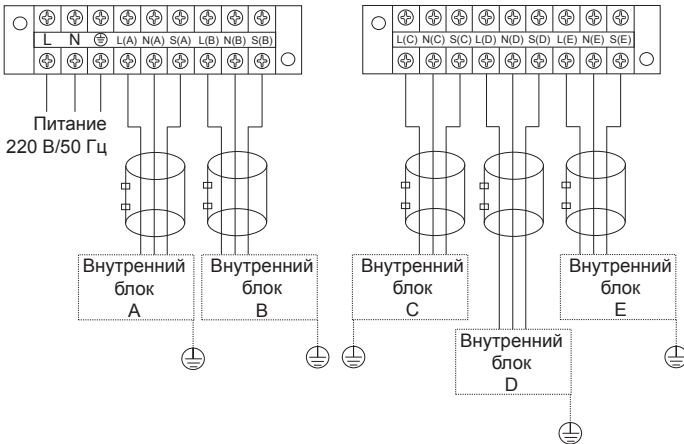 L N L(A) N(A) S(A) L(B) N(B) S(B)
L(C) N(C) S(C) L(D) N(D) S(D) L(E) N(E) S(E)
Питание
220 В/50 Гц
Внутренний
блок
A
Внутренний
блок
B
Внутренний
блок
C
Внутренний
блок
D
Внутренний
блок
E